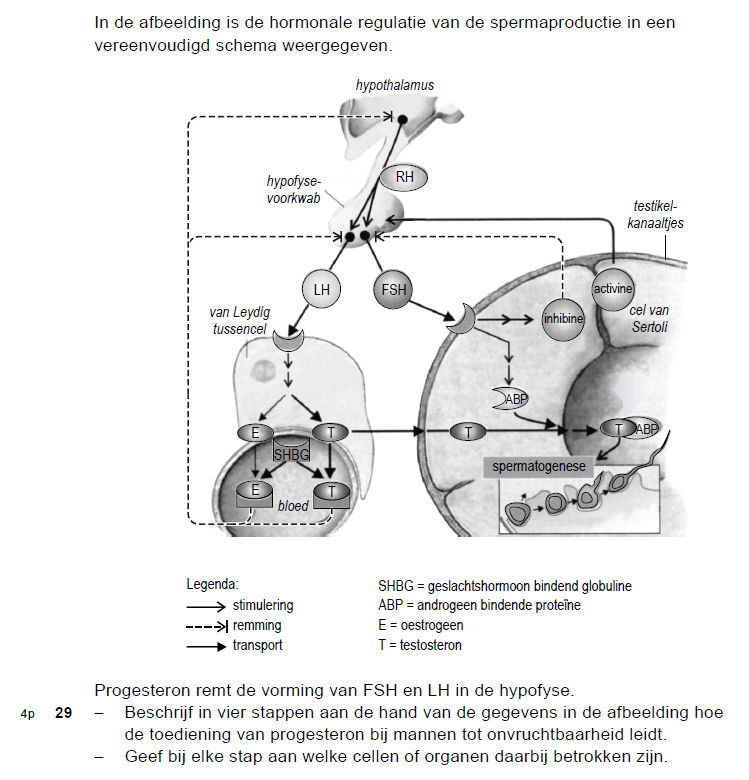 In de afbeelding is de hormonale regulatie van de spermaproductie in een
vereenvoudigd schema weergegeven.
hypothalamus
RH
hypofyse-
voorkwab
testikel-
kanaaltjes
LH
FSH
activine
inhibine
cel van
Sertoli
van Leydig
tussencel
ABP
E
T
T
T
ABP
SHBG
spermatogenese
E
bloed
T
Legenda:
stimulering
remming
transport
SHBG = geslachtshormoon bindend globuline
ABP = androgeen bindende proteïne
E = oestrogeen
T = testosteron
Progesteron remt de vorming van FSH en LH in de hypofyse.
4p 29 – Beschrijf in vier stappen aan de hand van de gegevens in de afbeelding hoe
de toediening van progesteron bij mannen tot onvruchtbaarheid leidt.
– Geef bij elke stap aan welke cellen of organen daarbij betrokken zijn.